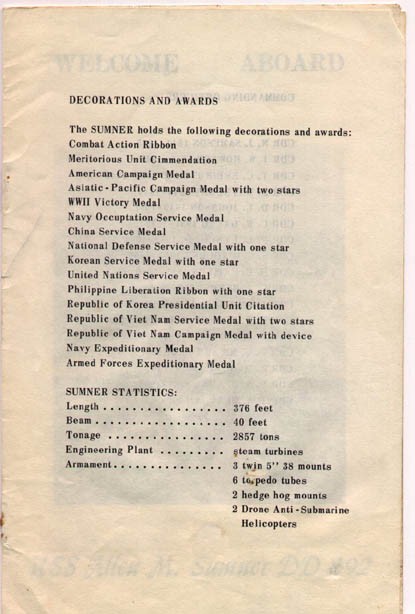 DECORATIONS AND AWARDS
The SUMNER holds the following decorations and awards:
Combat Action Ribbon
Meritorious Unit Cimmendation
American Campaign Medal
Asiatic - Pacific Campaign Medal with two stars
WWII Victory Medal
Navy Occuptation Service Medal
China Service Medal
National Defense Service Medal with one star
Korean Service Medal with one star
United Nations Service Medal
Philippine Liberation Ribbon with one star
Republic of Korea Presidential Unit Citation
Republic of Viet Nam Service Medal with two stars
Republic of Viet Nam Campaign Medal with device
Navy Expeditionary Medal
Armed Forces Expeditionary Medal
SUMNER STATISTICS:
Length . . . . . . . . . . . . . . . . . 376 feet
Beam . . . . . . . . . . . . . . . . . . 40 feet
Tonage . . . . . . . . . . . . . . . . 2857 tons
Engineering Plant . . . . . . . . . steam turbines
Armament . . . . . . . . . . . . . . . 3 twin 5'' 38 mounts
6 torpedo tubes
2 hedge hog mounts
2 Drone Anti - Submarine
Helicopters